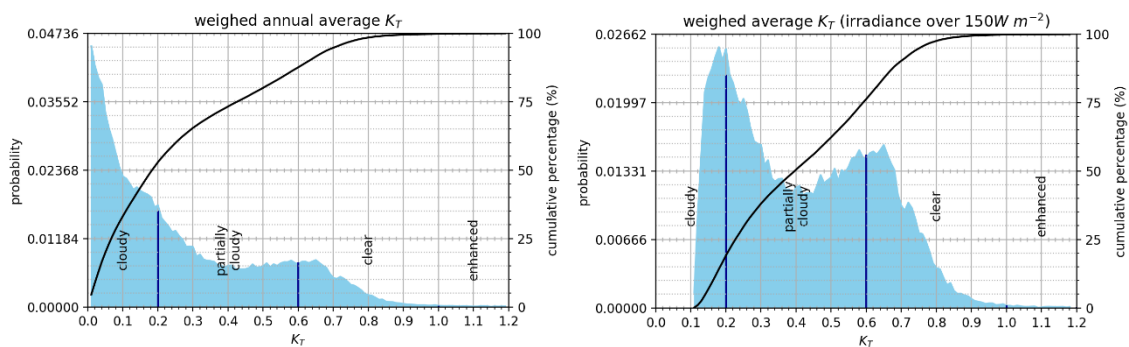 weighed annual average K_T
0.04736
0.03552
0.02368
0.01184
0.00000
probability
cloudy
partially
cloudy
clear
enhanced
100
75
50
25
0
cumulative percentage (%)
0.0 0.1 0.2 0.3 0.4 0.5 0.6 0.7 0.8 0.9 1.0 1.1 1.2
K_T
weighed average K_T (irradiance over 150W m⁻²)
0.02662
0.01997
0.01331
0.00666
0.00000
probability
cloudy
partially
cloudy
clear
enhanced
100
75
50
25
0
cumulative percentage (%)
0.0 0.1 0.2 0.3 0.4 0.5 0.6 0.7 0.8 0.9 1.0 1.1 1.2
K_T